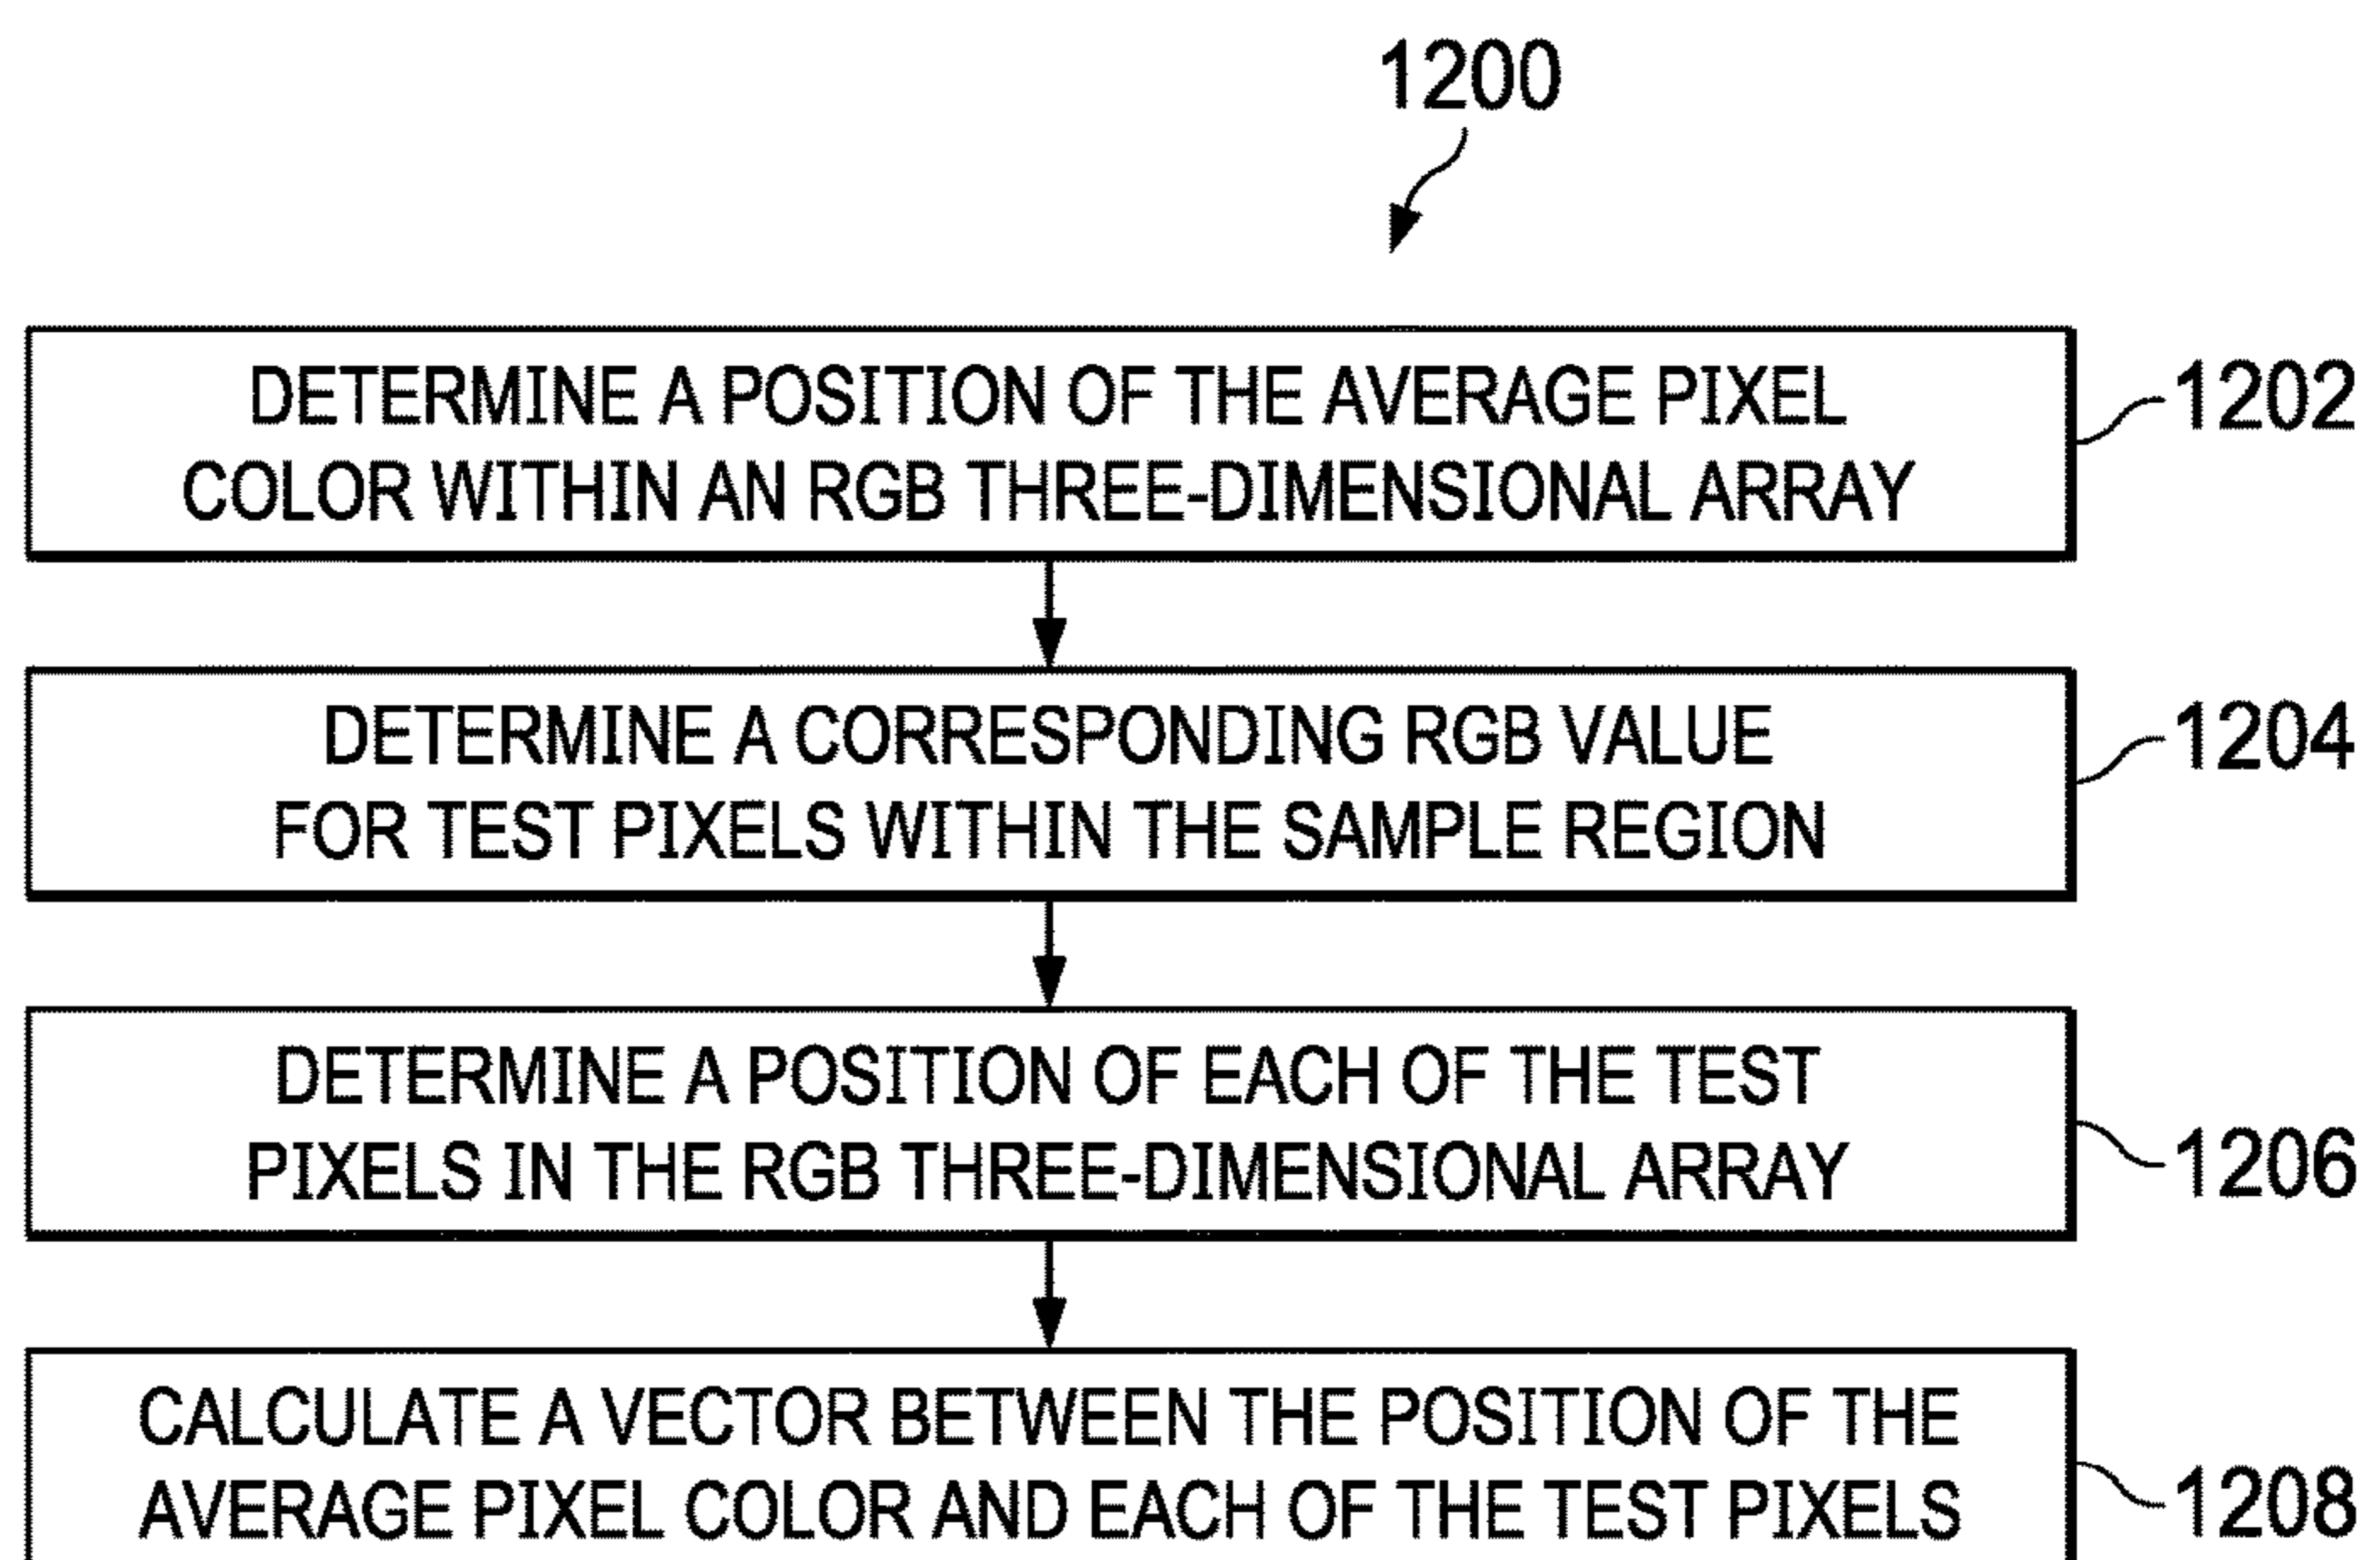 1200
DETERMINE A POSITION OF THE AVERAGE PIXEL
COLOR WITHIN AN RGB THREE-DIMENSIONAL ARRAY
1202
DETERMINE A CORRESPONDING RGB VALUE
FOR TEST PIXELS WITHIN THE SAMPLE REGION
1204
DETERMINE A POSITION OF EACH OF THE TEST
PIXELS IN THE RGB THREE-DIMENSIONAL ARRAY
1206
CALCULATE A VECTOR BETWEEN THE POSITION OF THE
AVERAGE PIXEL COLOR AND EACH OF THE TEST PIXELS
1208